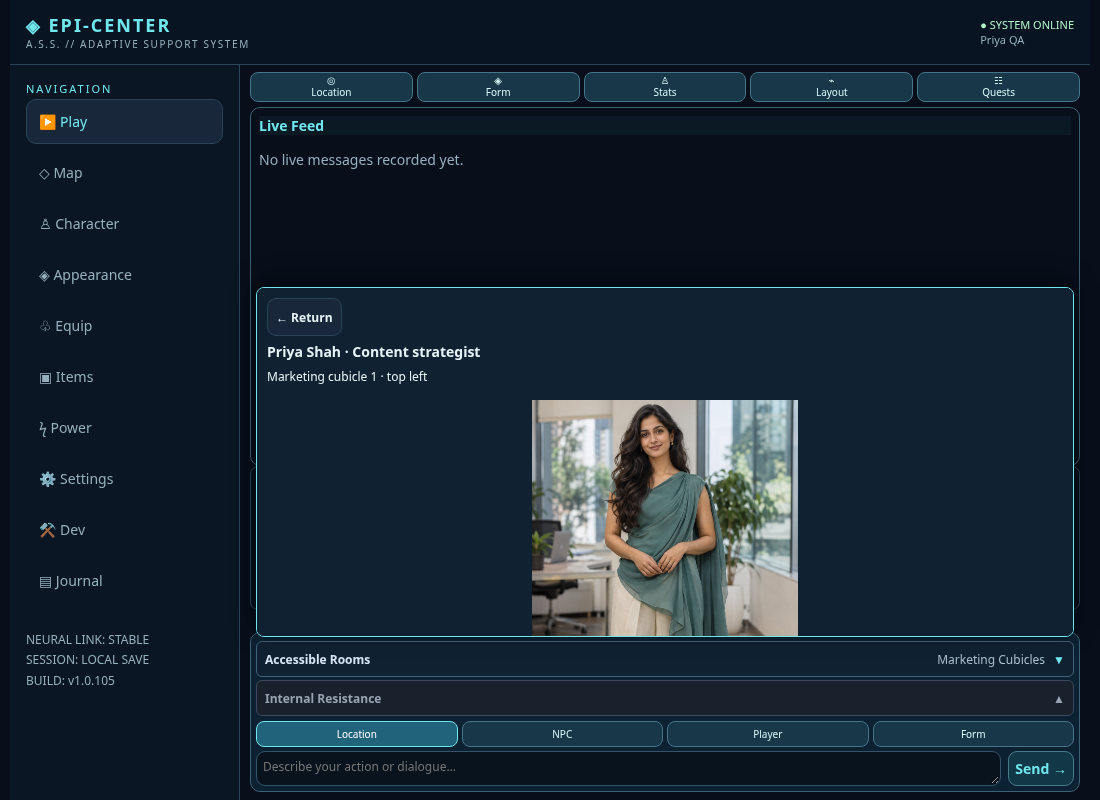 ◈ EPI-CENTER
A.S.S. // ADAPTIVE SUPPORT SYSTEM
● SYSTEM ONLINE
Priya QA
NAVIGATION
▶️ Play
◇ Map
♙ Character
◈ Appearance
♧ Equip
▣ Items
ϟ Power
⚙️ Settings
⚒️ Dev
▤ Journal
NEURAL LINK: STABLE
SESSION: LOCAL SAVE
BUILD: v1.0.105
◎ Location
◈ Form
♙ Stats
⌁ Layout
☷ Quests
Live Feed
No live messages recorded yet.
← Return
Priya Shah · Content strategist
Marketing cubicle 1 · top left
Accessible Rooms Marketing Cubicles ▼
Internal Resistance ▲
Location NPC Player Form
Describe your action or dialogue...
Send →